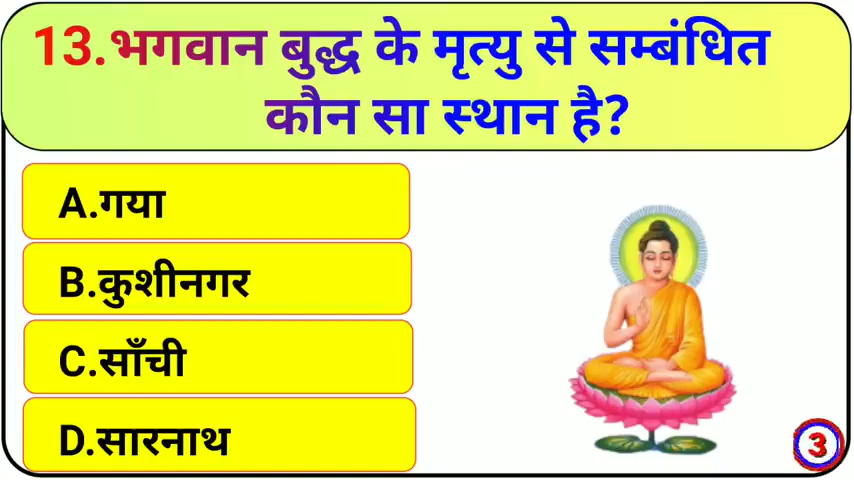 13.भगवान बुद्ध के मृत्यु से सम्बंधित
कौन सा स्थान है?
A.गया
B.कुशीनगर
C.साँची
D.सारनाथ
3